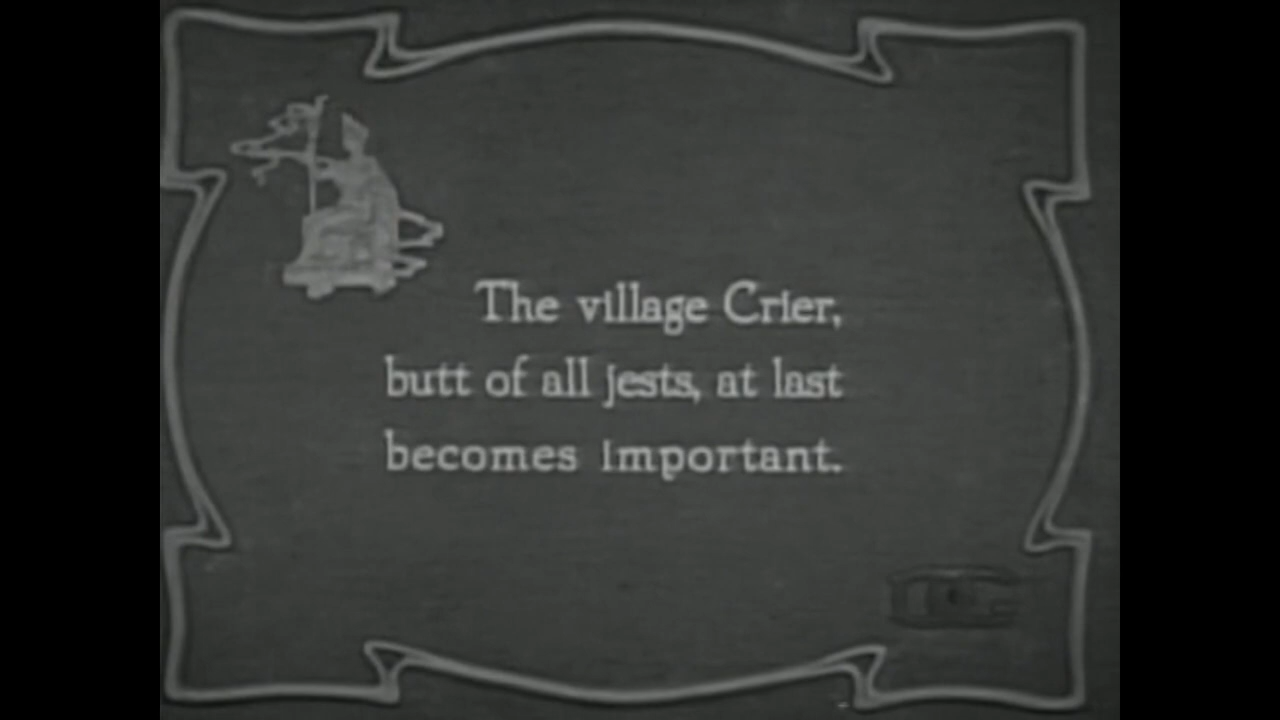 The village Crier,
butt of all jests, at last
becomes important.